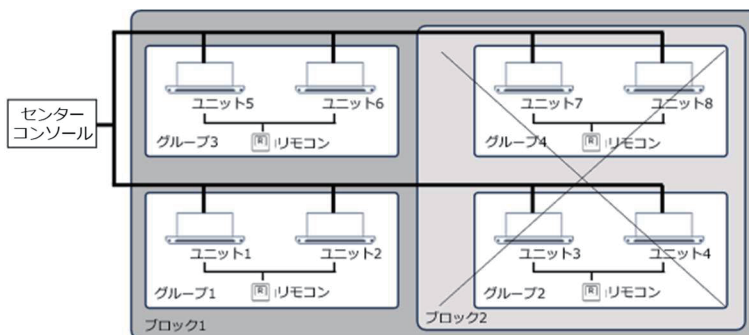 ユニット5
ユニット6
グループ3
R リモコン
ユニット7
ユニット8
グループ4
R リモコン
センター
コンソール
ユニット1
ユニット2
グループ1
R リモコン
ユニット3
ユニット4
グループ2
R リモコン
ブロック1
ブロック2